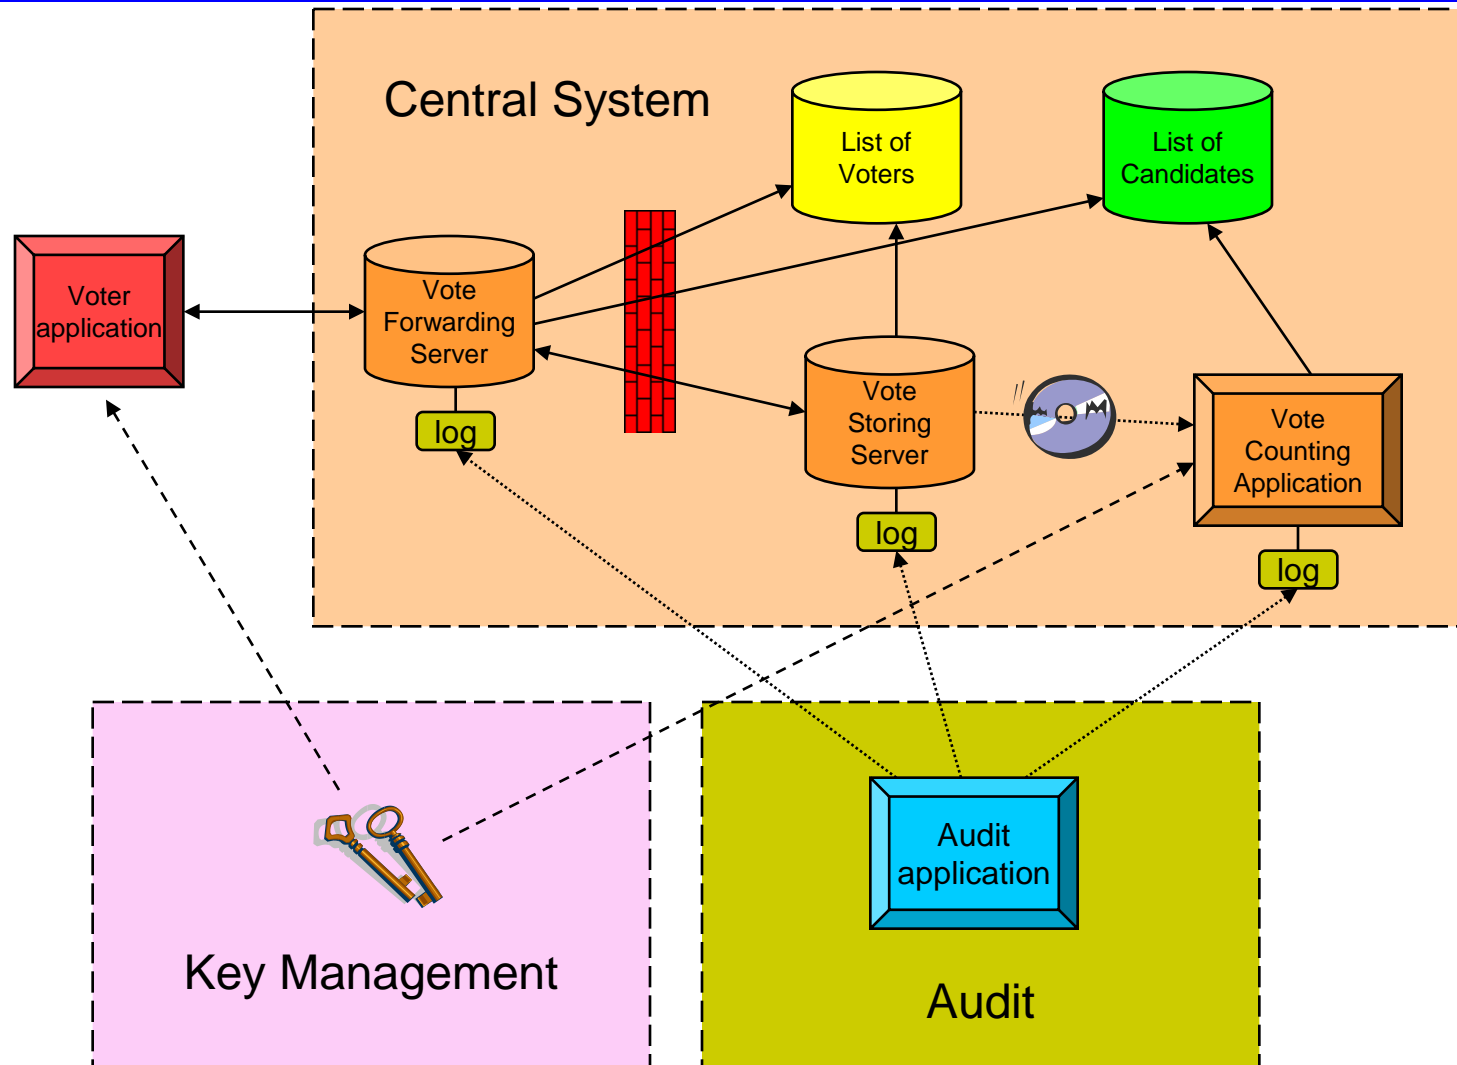 Central System
List of
Voters
List of
Candidates
Voter
application
Vote
Forwarding
Server
log
Vote
Storing
Server
log
Vote
Counting
Application
log
Key Management
Audit
application
Audit